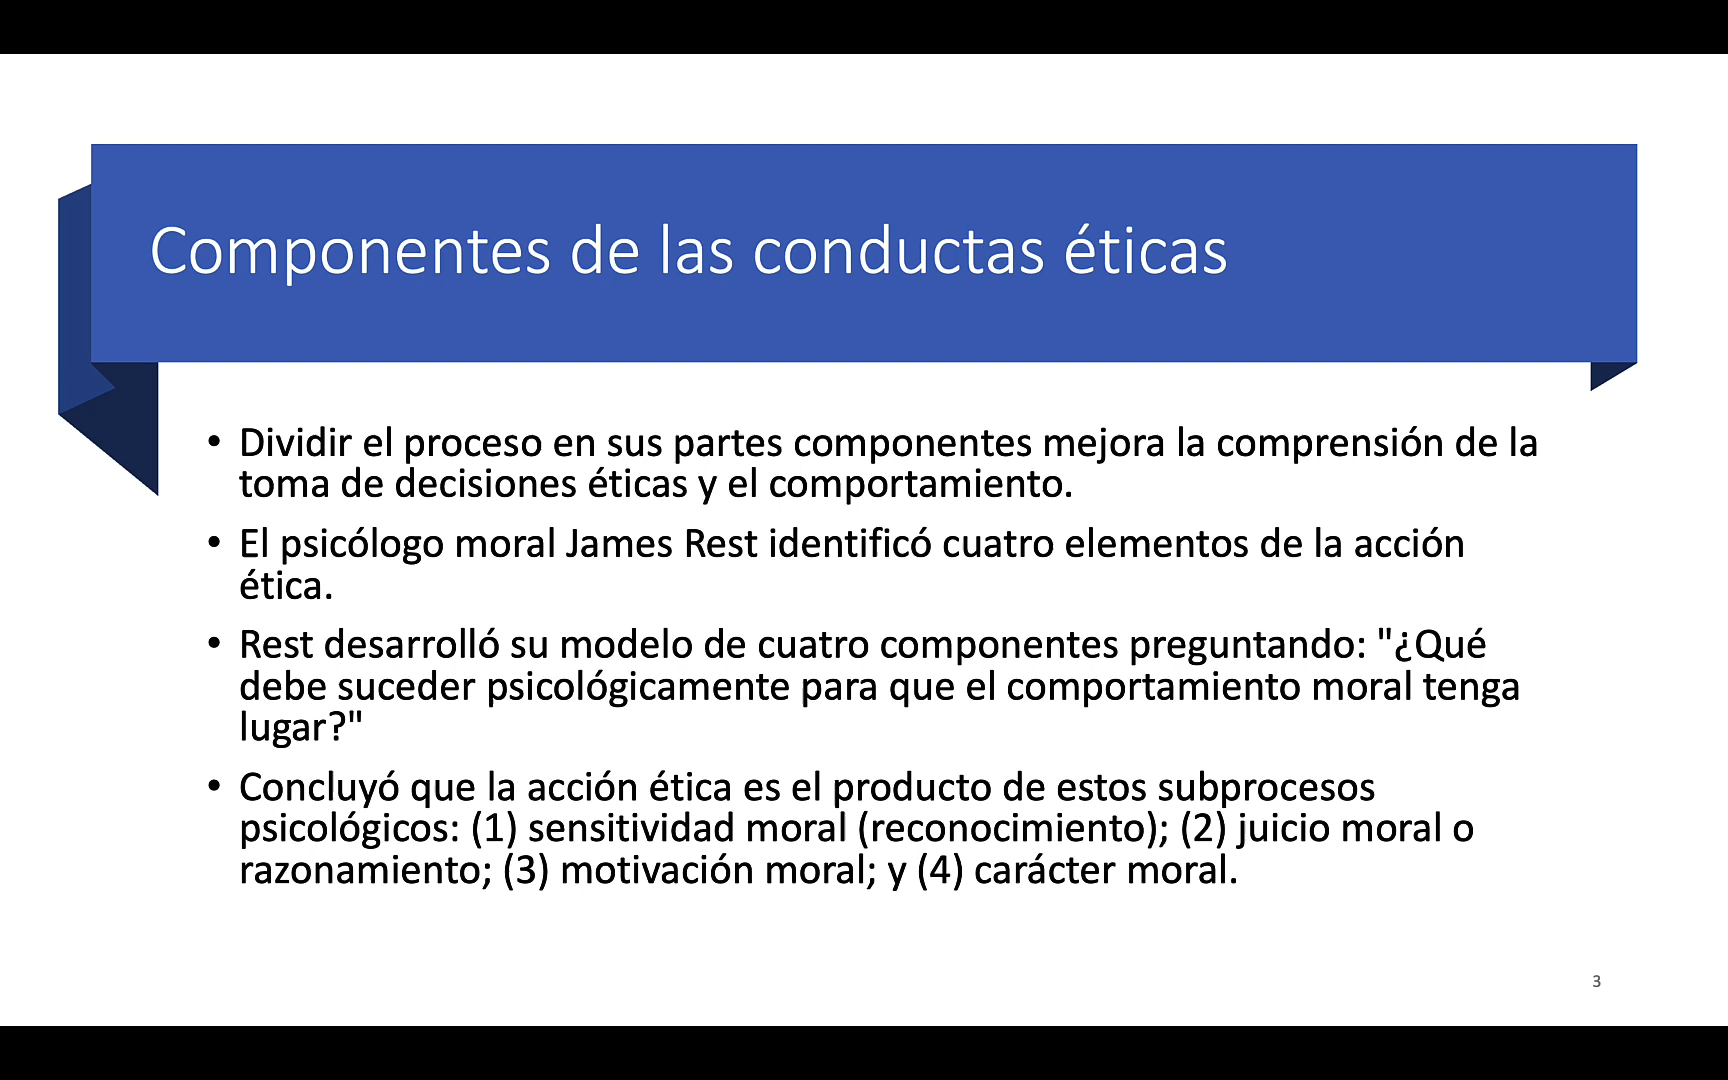 Componentes de las conductas éticas
• Dividir el proceso en sus partes componentes mejora la comprensión de la
toma de decisiones éticas y el comportamiento.
• El psicólogo moral James Rest identificó cuatro elementos de la acción
ética.
• Rest desarrolló su modelo de cuatro componentes preguntando: "¿Qué
debe suceder psicológicamente para que el comportamiento moral tenga
lugar?"
• Concluyó que la acción ética es el producto de estos subprocesos
psicológicos: (1) sensitividad moral (reconocimiento); (2) juicio moral o
razonamiento; (3) motivación moral; y (4) carácter moral.
3